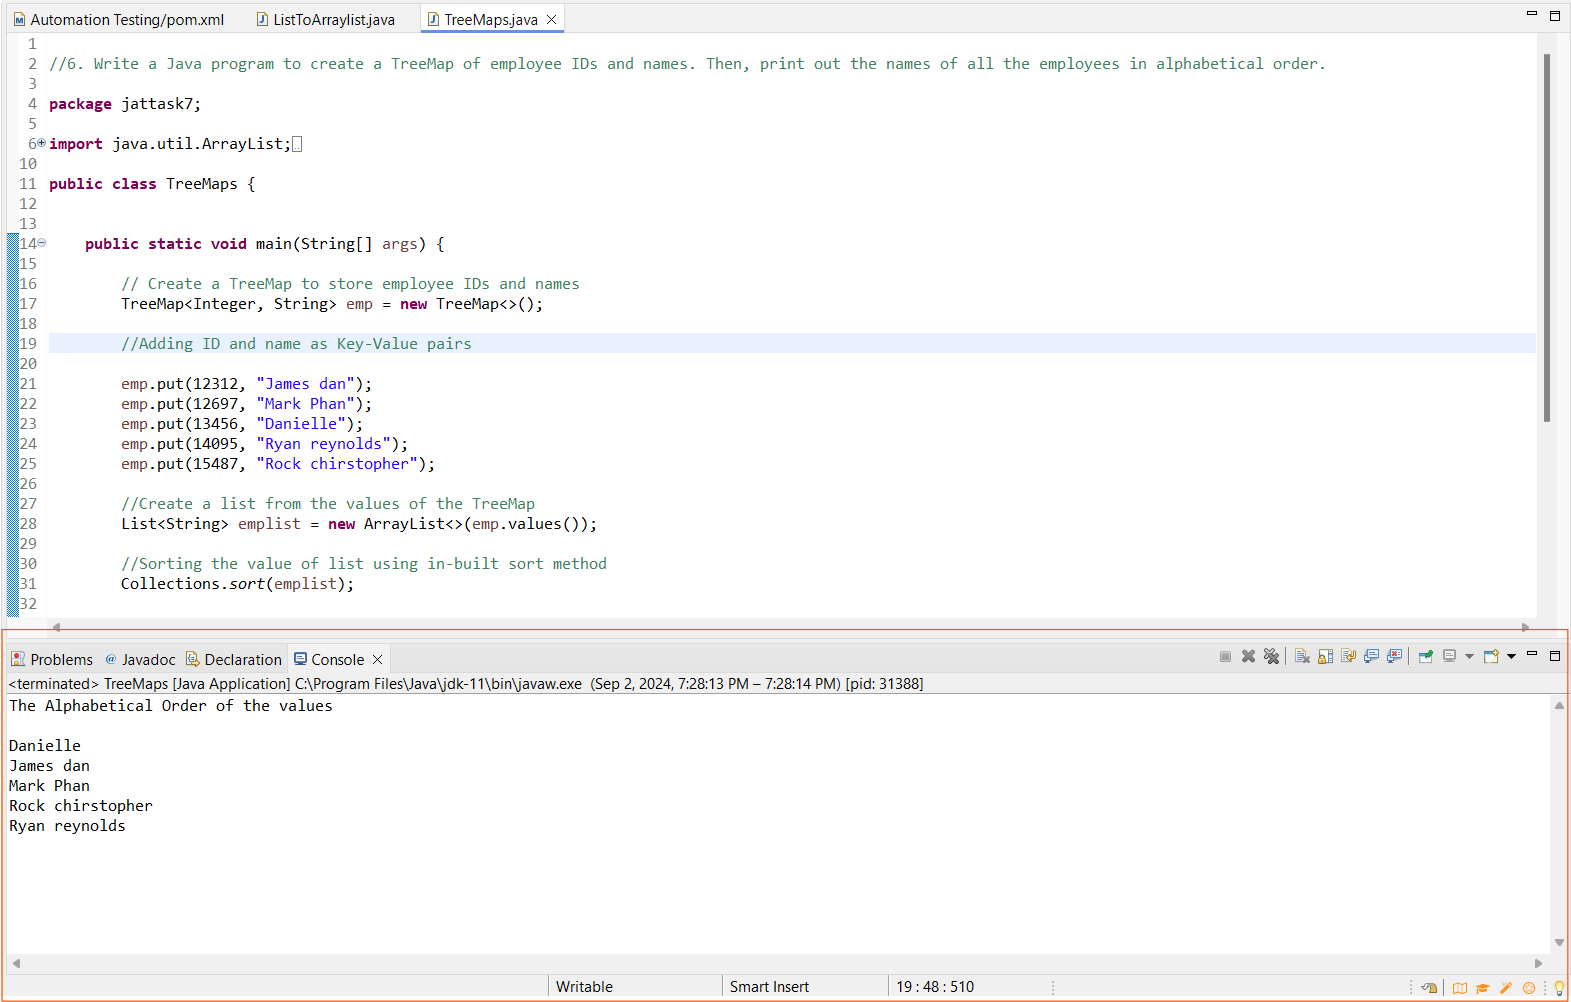 Automation Testing/pom.xml ListToArraylist.java TreeMaps.java
1
2 //6. Write a Java program to create a TreeMap of employee IDs and names. Then, print out the names of all the employees in alphabetical order.
3
4 package jattask7;
5
6 import java.util.ArrayList;
10
11 public class TreeMaps {
12
13
14 public static void main(String[] args) {
15
16 // Create a TreeMap to store employee IDs and names
17 TreeMap<Integer, String> emp = new TreeMap<>();
18
19 //Adding ID and name as Key-Value pairs
20
21 emp.put(12312, "James dan");
22 emp.put(12697, "Mark Phan");
23 emp.put(13456, "Danielle");
24 emp.put(14095, "Ryan reynolds");
25 emp.put(15487, "Rock chirstopher");
26
27 //Create a list from the values of the TreeMap
28 List<String> emplist = new ArrayList<>(emp.values());
29
30 //Sorting the value of list using in-built sort method
31 Collections.sort(emplist);
32
Problems @ Javadoc Declaration Console
<terminated> TreeMaps [Java Application] C:\Program Files\Java\jdk-11\bin\javaw.exe (Sep 2, 2024, 7:28:13 PM – 7:28:14 PM) [pid: 31388]
The Alphabetical Order of the values
Danielle
James dan
Mark Phan
Rock chirstopher
Ryan reynolds
Writable Smart Insert 19 : 48 : 510